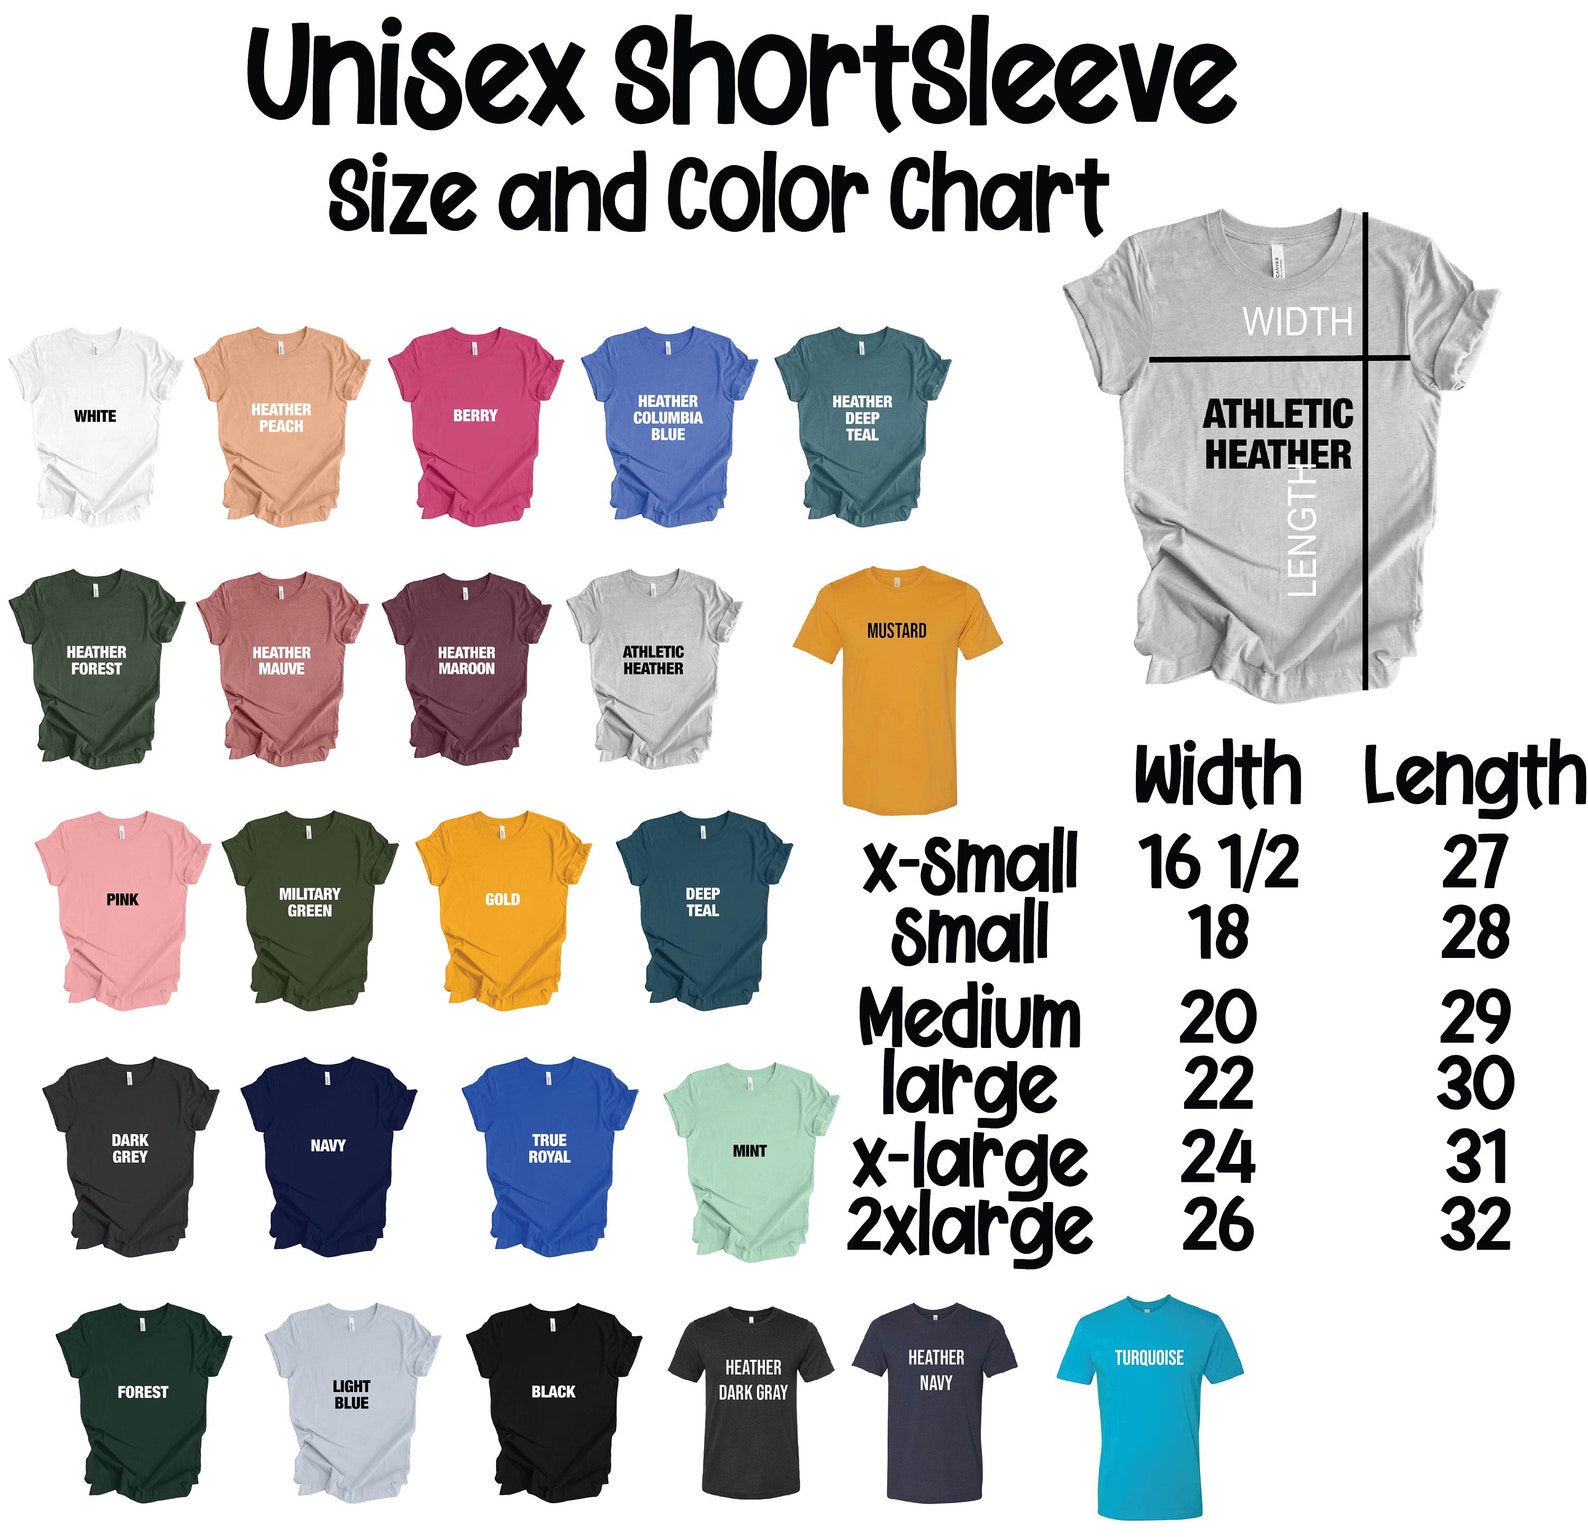 Unisex Shortsleeve
Size and Color Chart
WIDTH
ATHLETIC
HEATHER
LENGTH
WHITE
HEATHER
PEACH
BERRY
HEATHER
COLUMBIA
BLUE
HEATHER
DEEP
TEAL
HEATHER
FOREST
HEATHER
MAUVE
HEATHER
MAROON
ATHLETIC
HEATHER
MUSTARD
PINK
MILITARY
GREEN
GOLD
DEEP
TEAL
DARK
GREY
NAVY
TRUE
ROYAL
MINT
FOREST
LIGHT
BLUE
BLACK
HEATHER
DARK GRAY
HEATHER
NAVY
TURQUOISE
Width Length
x-small 16 1/2 27
small 18 28
Medium 20 29
large 22 30
x-large 24 31
2xlarge 26 32